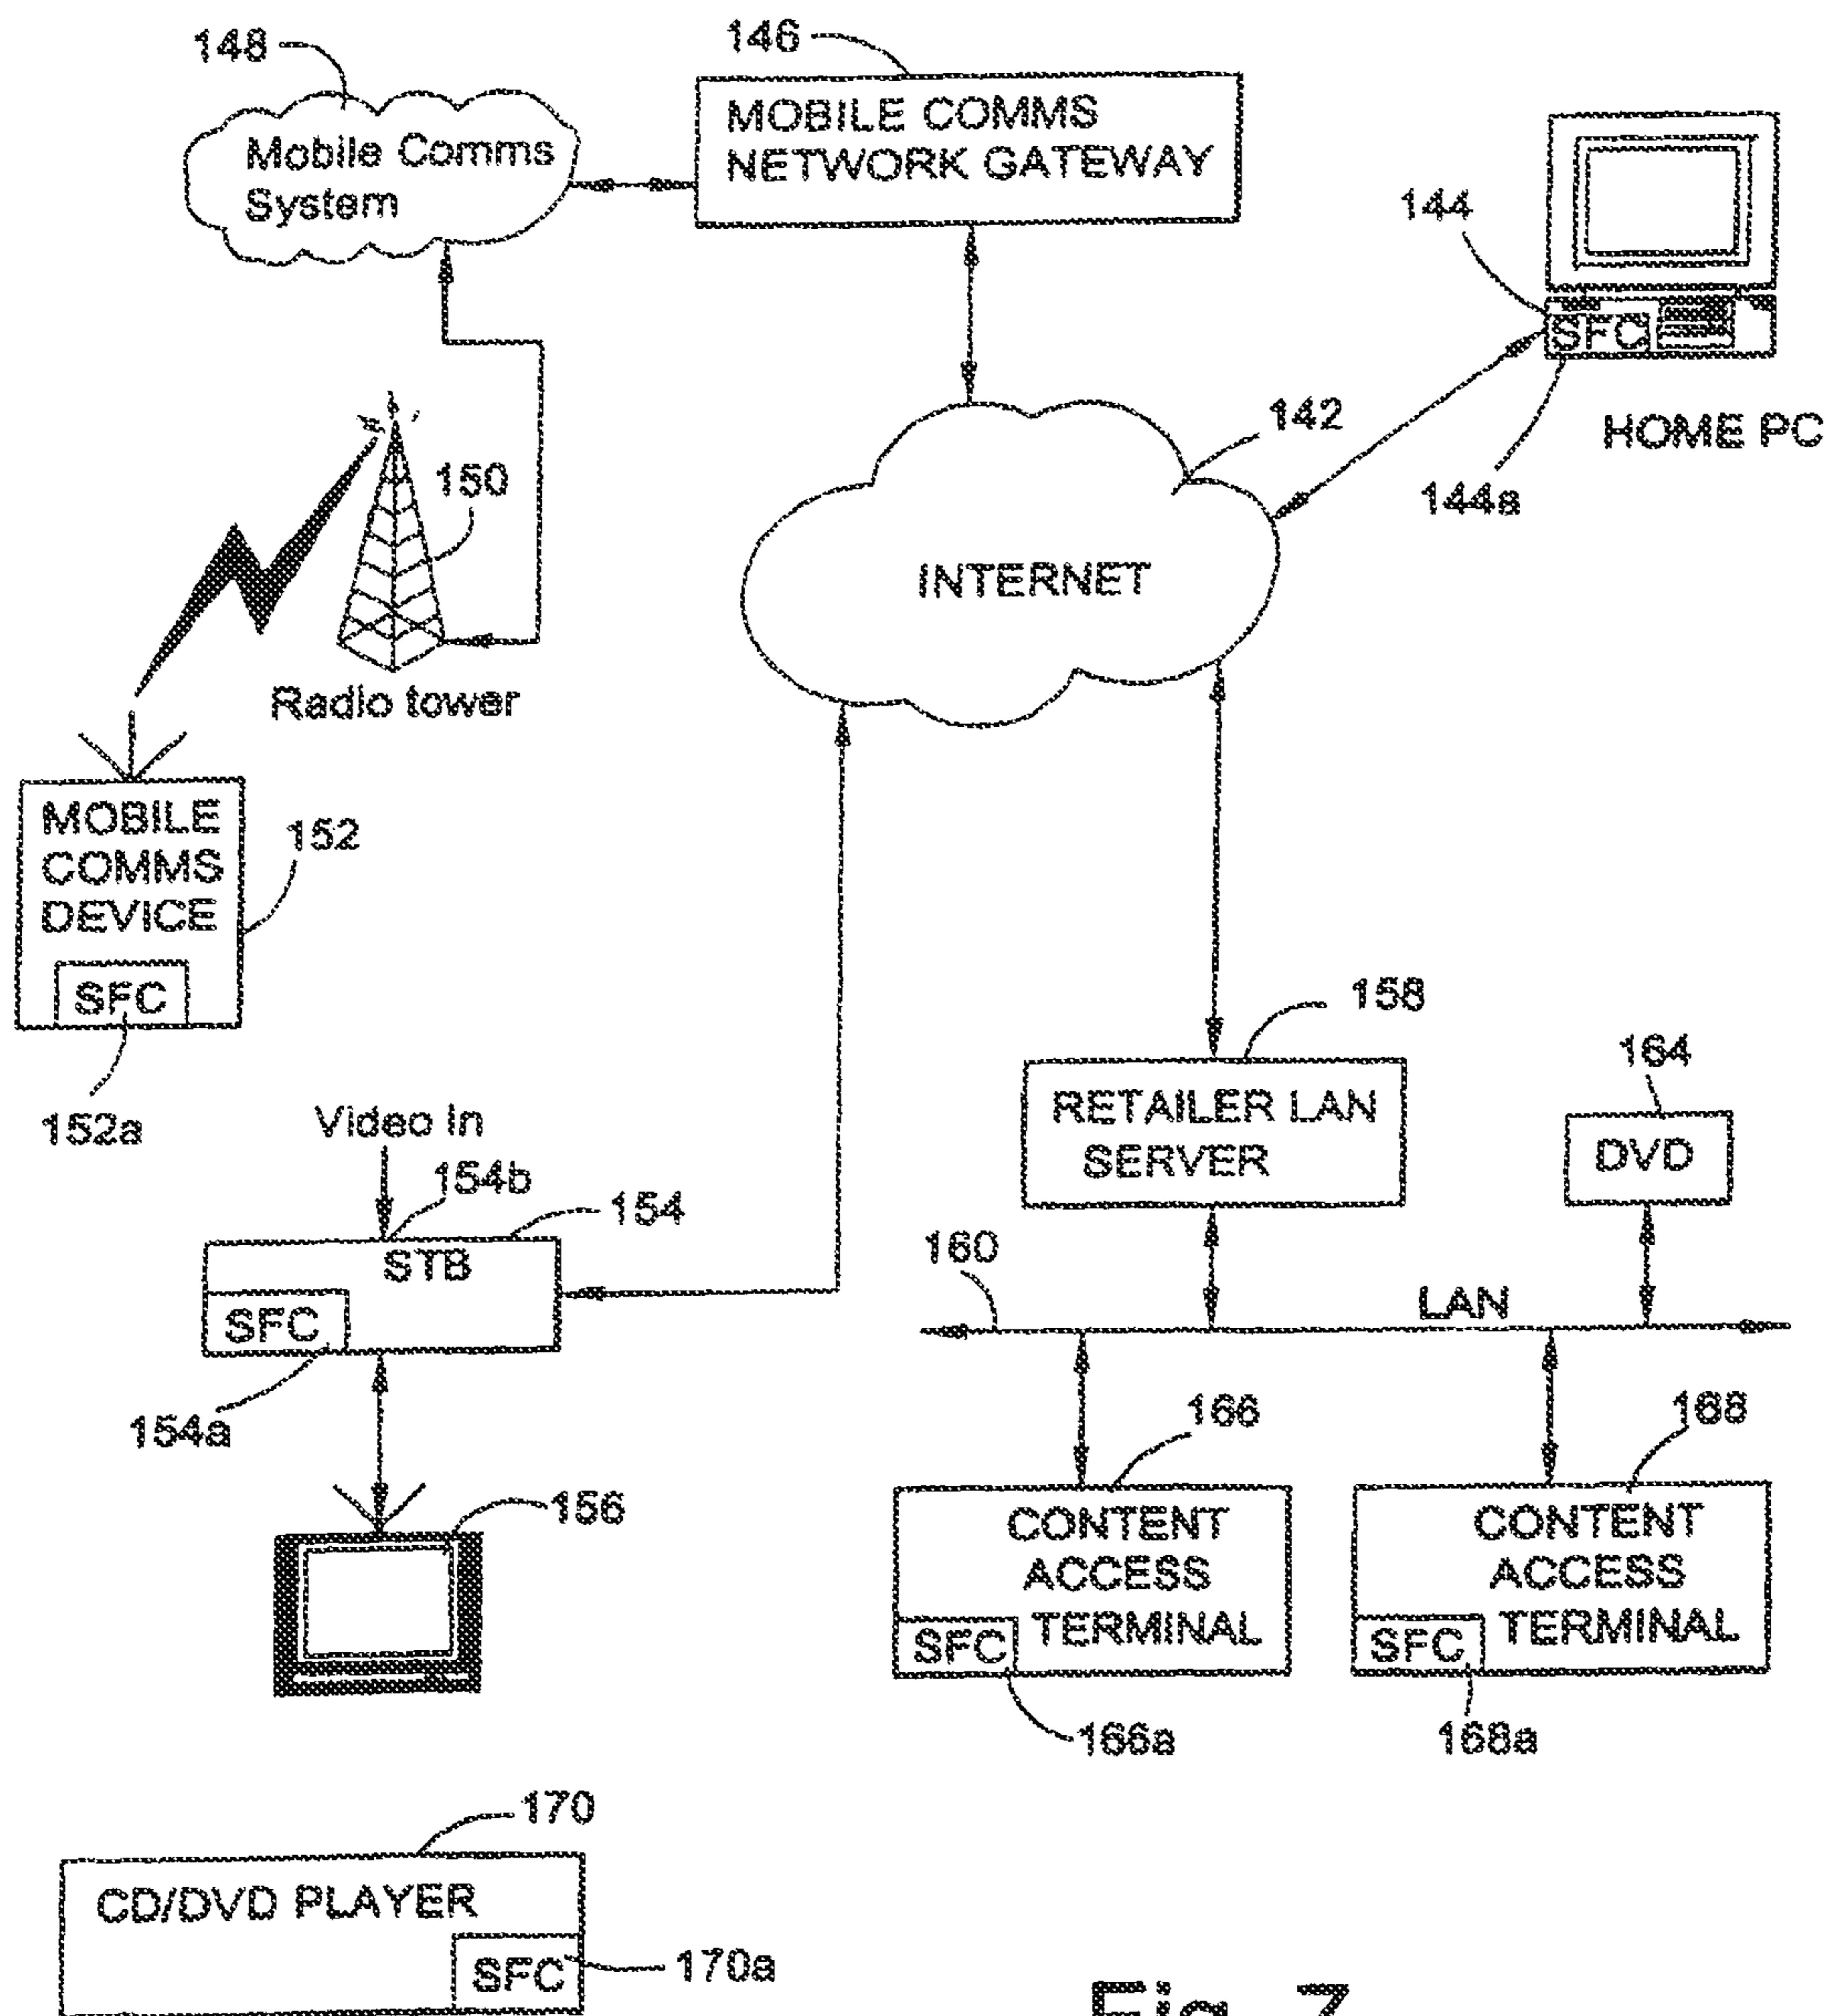 148
146
Mobile Comms
System
MOBILE COMMS
NETWORK GATEWAY
144
SFC
144a
HOME PC
142
INTERNET
150
Radio tower
MOBILE
COMMS
DEVICE
SFC
152
152a
Video In
154b
154
STB
SFC
154a
156
158
RETAILER LAN
SERVER
164
DVD
160
LAN
166
CONTENT
ACCESS
TERMINAL
SFC
166a
168
CONTENT
ACCESS
TERMINAL
SFC
168a
170
CD/DVD PLAYER
SFC
170a
Fig. 7